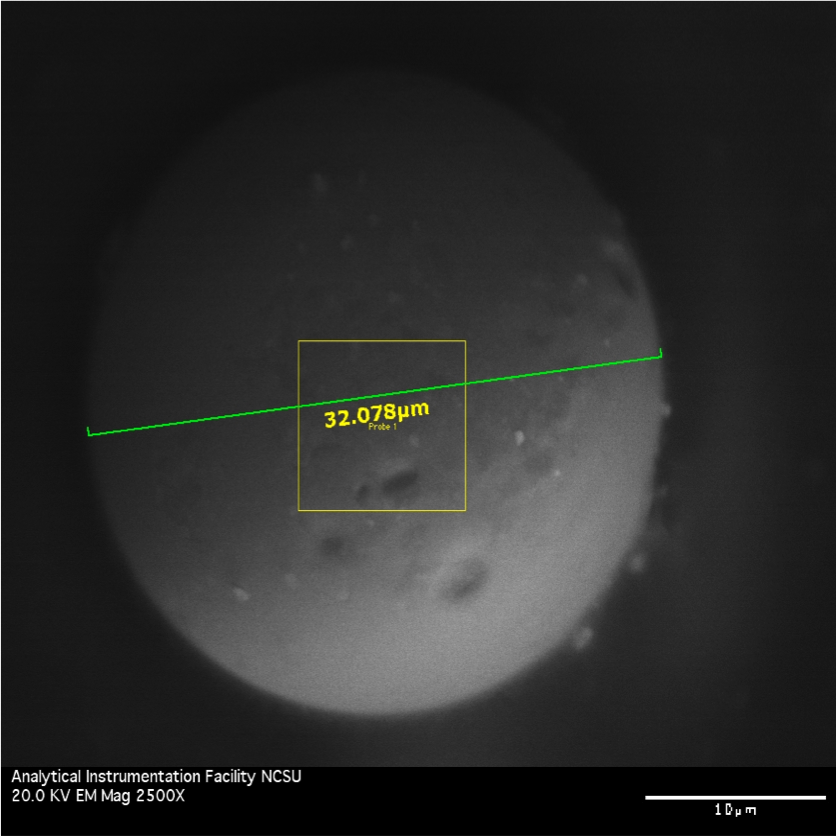 32.078µm
Probe 1
Analytical Instrumentation Facility NCSU
20.0 KV EM Mag 2500X
10µm